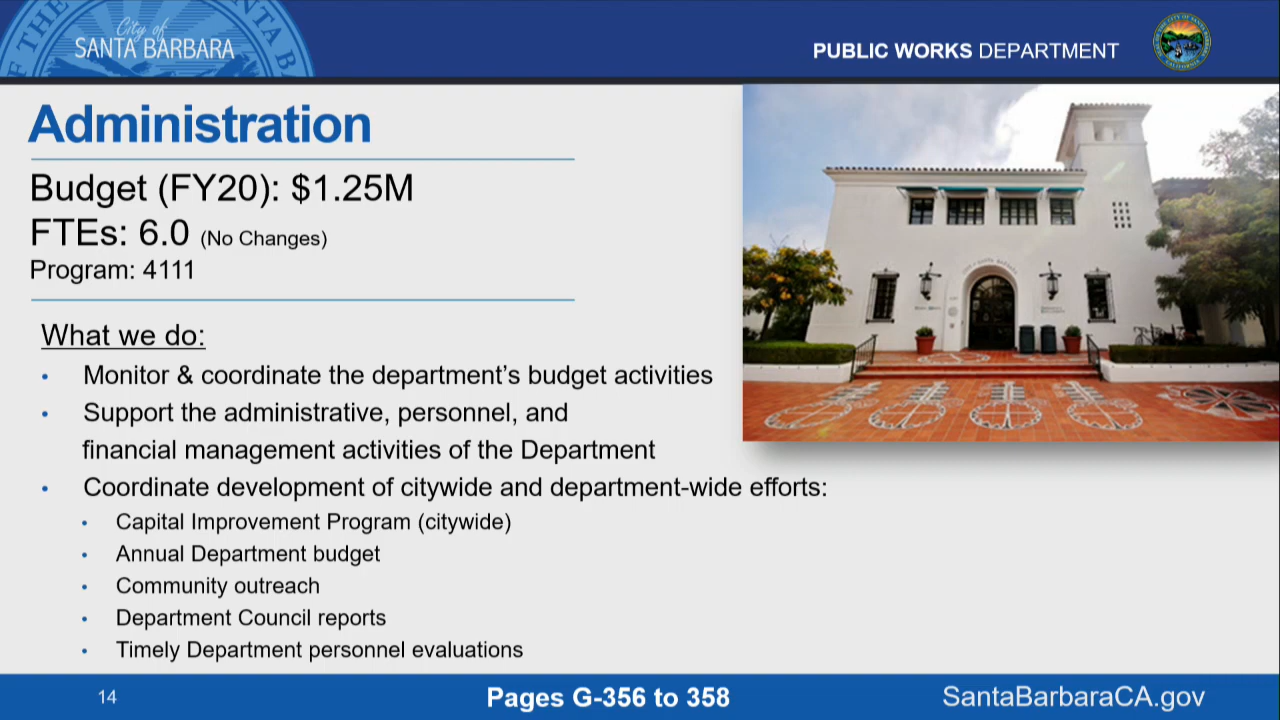 City of
SANTA BARBARA
PUBLIC WORKS DEPARTMENT
Administration
Budget (FY20): $1.25M
FTEs: 6.0 (No Changes)
Program: 4111
What we do:
• Monitor & coordinate the department’s budget activities
• Support the administrative, personnel, and
financial management activities of the Department
• Coordinate development of citywide and department-wide efforts:
• Capital Improvement Program (citywide)
• Annual Department budget
• Community outreach
• Department Council reports
• Timely Department personnel evaluations
14
Pages G-356 to 358
SantaBarbaraCA.gov